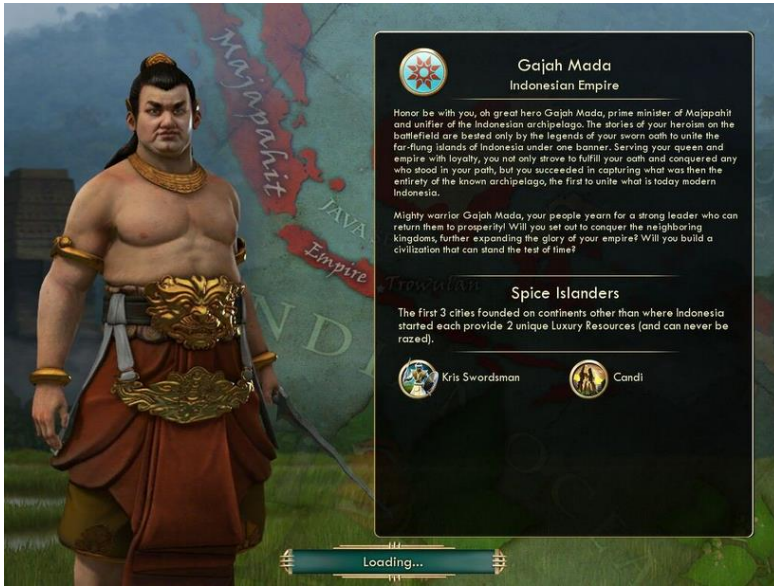 Majapahit
JAVA
Empire
Trowulan
Gajah Mada
Indonesian Empire
Honor be with you, oh great hero Gajah Mada, prime minister of Majapahit
and unifier of the Indonesian archipelago. The stories of your heroism on the
battlefield are bested only by the legends of your sworn oath to unite the
far-flung islands of Indonesia under one banner. Serving your queen and
empire with loyalty, you not only strove to fulfill your oath and conquered any
who stood in your path, but you succeeded in capturing what was then the
entirety of the known archipelago, the first to unite what is today modern
Indonesia.
Mighty warrior Gajah Mada, your people yearn for a strong leader who can
return them to prosperity! Will you set out to conquer the neighboring
kingdoms, further expanding the glory of your empire? Will you build a
civilization that can stand the test of time?
Spice Islanders
The first 3 cities founded on continents other than where Indonesia
started each provide 2 unique Luxury Resources (and can never be
razed).
Kris Swordsman
Candi
Loading...